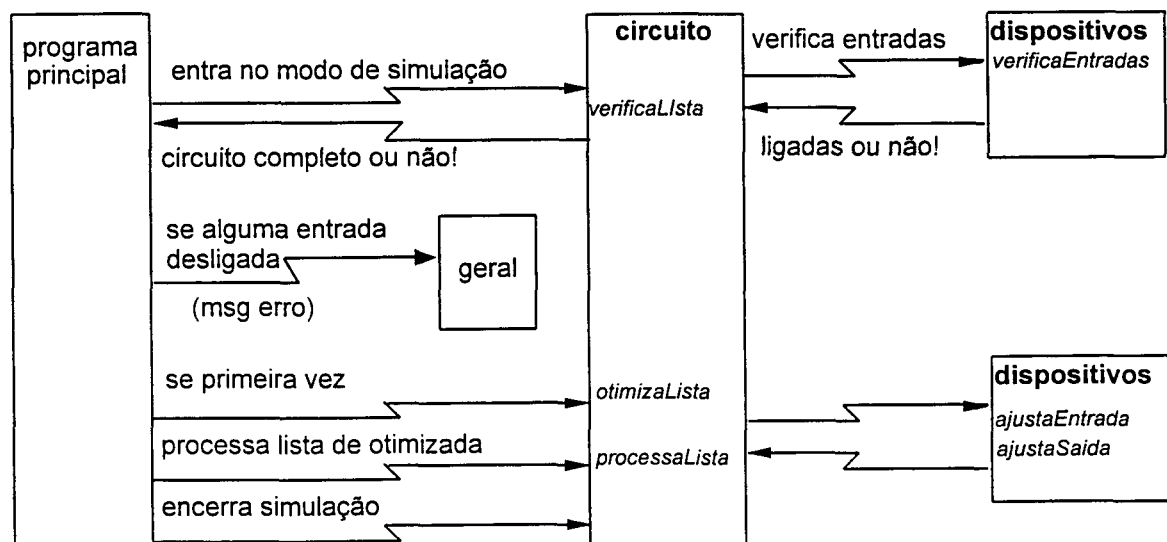 programa
principal
entra no modo de simulação
circuito completo ou não!
se alguma entrada
desligada
(msg erro)
geral
se primeira vez
processa lista de otimizada
encerra simulação
circuito
verificaLIsta
otimizaLista
processaLista
verifica entradas
ligadas ou não!
dispositivos
verificaEntradas
dispositivos
ajustaEntrada
ajustaSaida